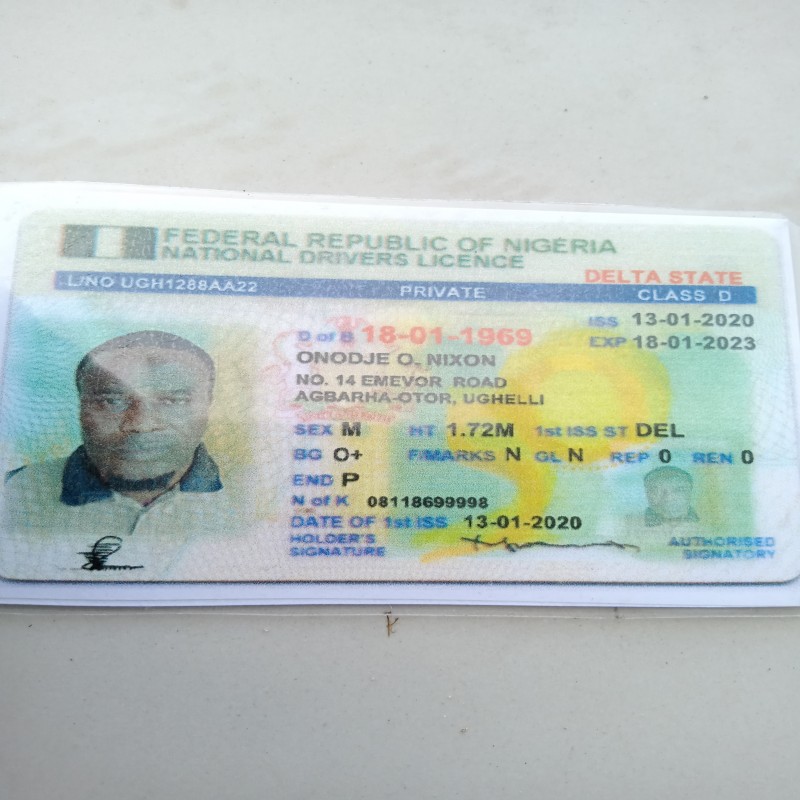 FEDERAL REPUBLIC OF NIGERIA
NATIONAL DRIVERS LICENCE
DELTA STATE
L/NO UGH1288AA22 PRIVATE CLASS D
ISS 13-01-2020
D of B 18-01-1969 EXP 18-01-2023
ONODJE O. NIXON
NO. 14 EMEVOR ROAD
AGBARHA-OTOR, UGHELLI
SEX M HT 1.72M 1st ISS ST DEL
BG O+ F/MARKS N GL N REP 0 REN 0
END P
N of K 08118699998
DATE OF 1st ISS 13-01-2020
HOLDER'S SIGNATURE
AUTHORISED SIGNATORY